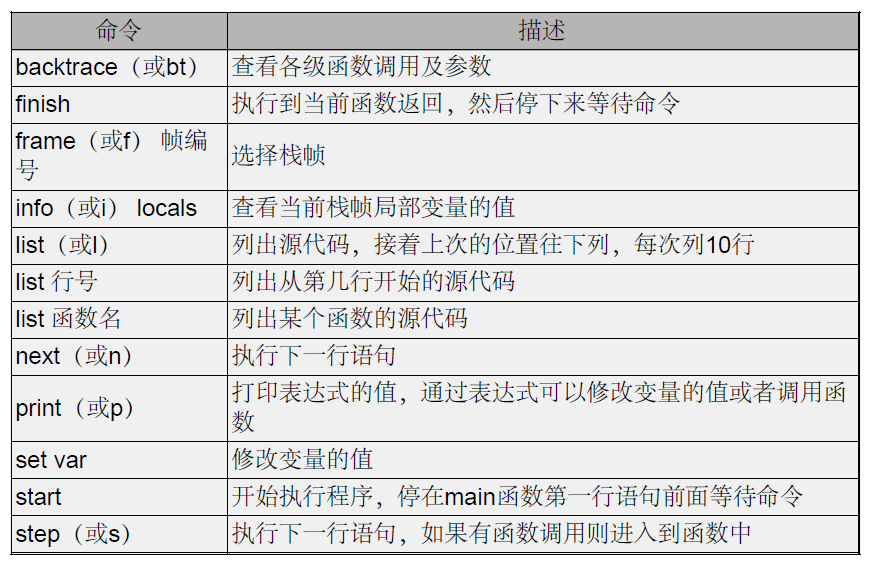 命令 描述
backtrace（或bt） 查看各级函数调用及参数
finish 执行到当前函数返回，然后停下来等待命令
frame（或f） 帧编
号
选择栈帧
info（或i） locals 查看当前栈帧局部变量的值
list（或l） 列出源代码，接着上次的位置往下列，每次列10行
list 行号 列出从第几行开始的源代码
list 函数名 列出某个函数的源代码
next（或n） 执行下一行语句
print（或p） 打印表达式的值，通过表达式可以修改变量的值或者调用函
数
set var 修改变量的值
start 开始执行程序，停在main函数第一行语句前面等待命令
step（或s） 执行下一行语句，如果有函数调用则进入到函数中